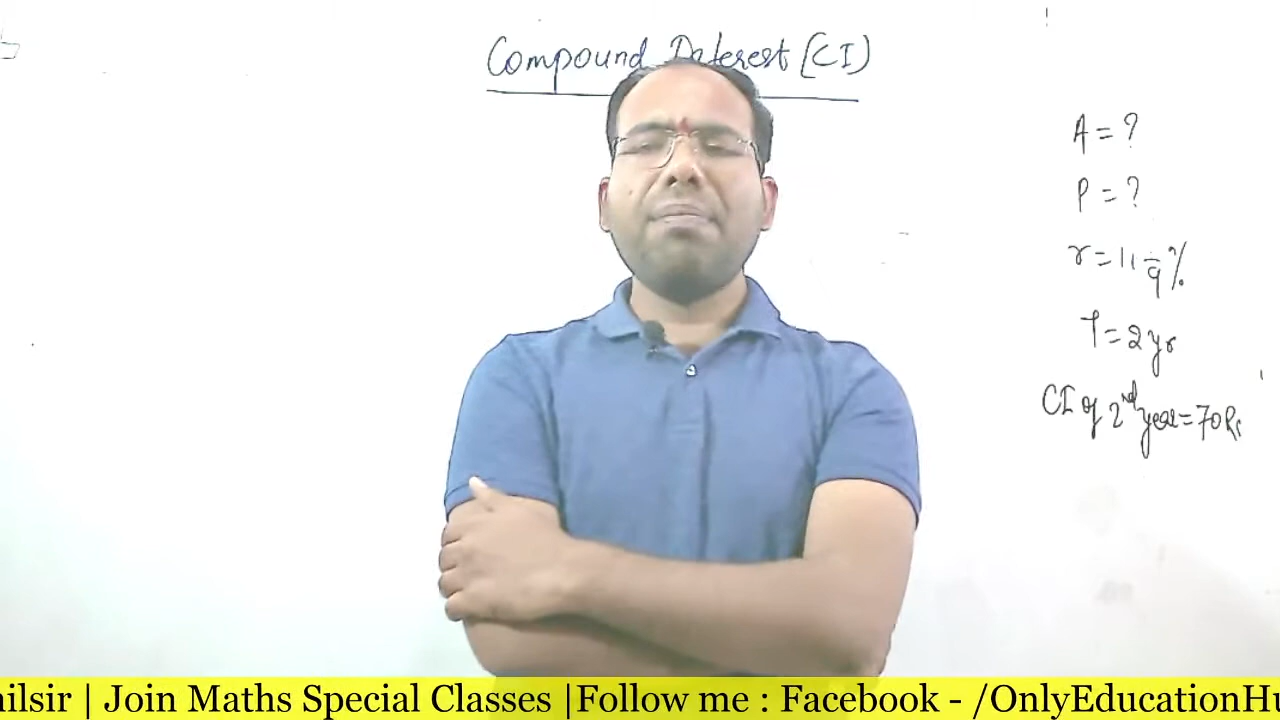 Compound Interest (CI)
A = ?
P = ?
r = 11 1/9 %
T = 2 yr
CI of 2nd year = 70 Rs
ilsir | Join Maths Special Classes |Follow me : Facebook - /OnlyEducationHu